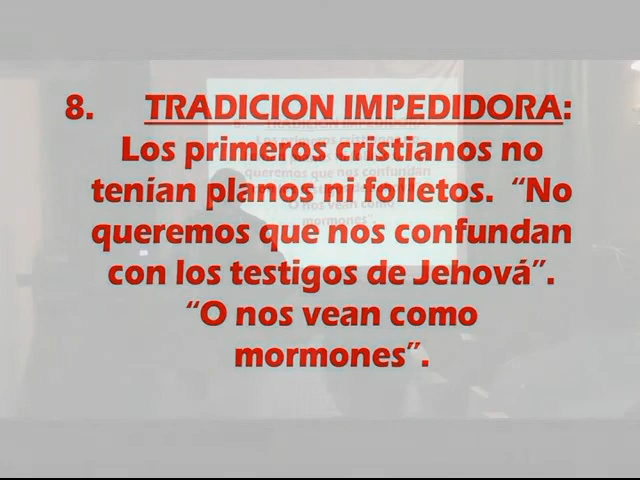 8. TRADICION IMPEDIDORA:
Los primeros cristianos no
tenían planos ni folletos. “No
queremos que nos confundan
con los testigos de Jehová”.
“O nos vean como
mormones”.